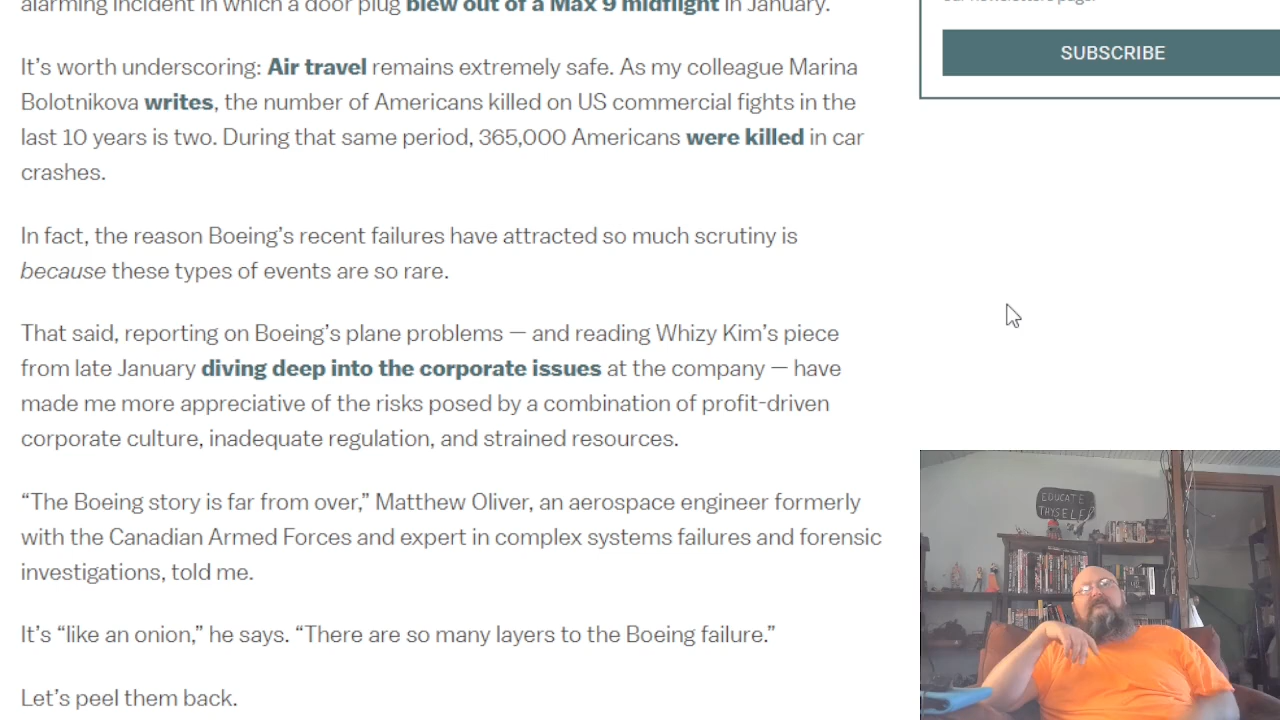 alarming incident in which a door plug blew out of a Max 9 midflight in January.
It’s worth underscoring: Air travel remains extremely safe. As my colleague Marina
Bolotnikova writes, the number of Americans killed on US commercial fights in the
last 10 years is two. During that same period, 365,000 Americans were killed in car
crashes.
In fact, the reason Boeing’s recent failures have attracted so much scrutiny is
because these types of events are so rare.
That said, reporting on Boeing’s plane problems — and reading Whizy Kim’s piece
from late January diving deep into the corporate issues at the company — have
made me more appreciative of the risks posed by a combination of profit-driven
corporate culture, inadequate regulation, and strained resources.
“The Boeing story is far from over,” Matthew Oliver, an aerospace engineer formerly
with the Canadian Armed Forces and expert in complex systems failures and forensic
investigations, told me.
It’s “like an onion,” he says. “There are so many layers to the Boeing failure.”
Let’s peel them back.
our newsletters page.
SUBSCRIBE
EDUCATE
THYSELF